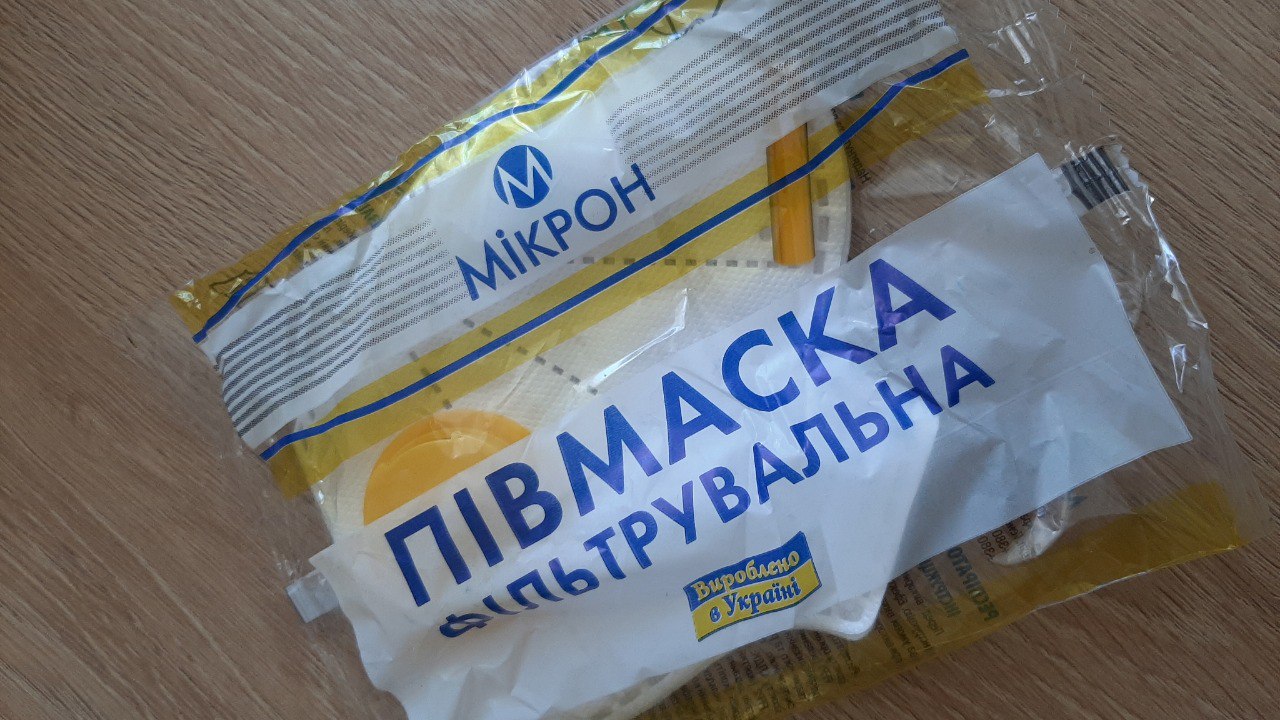 М
МіКРОН
ПІВМАСКА
ФІЛЬТРУВАЛЬНА
Вироблено
в Україні